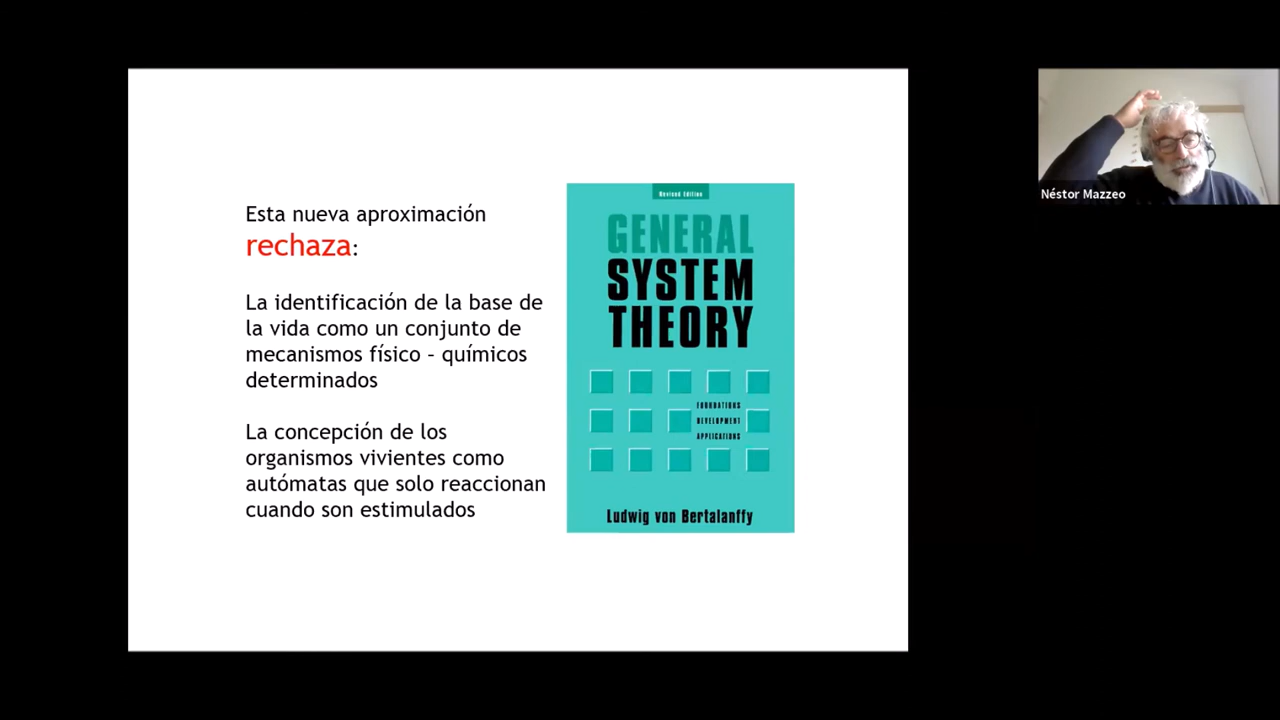 Esta nueva aproximación
rechaza:
La identificación de la base de
la vida como un conjunto de
mecanismos físico – químicos
determinados
La concepción de los
organismos vivientes como
autómatas que solo reaccionan
cuando son estimulados
Revised Edition
GENERAL
SYSTEM
THEORY
FOUNDATIONS
DEVELOPMENT
APPLICATIONS
Ludwig von Bertalanffy
Néstor Mazzeo